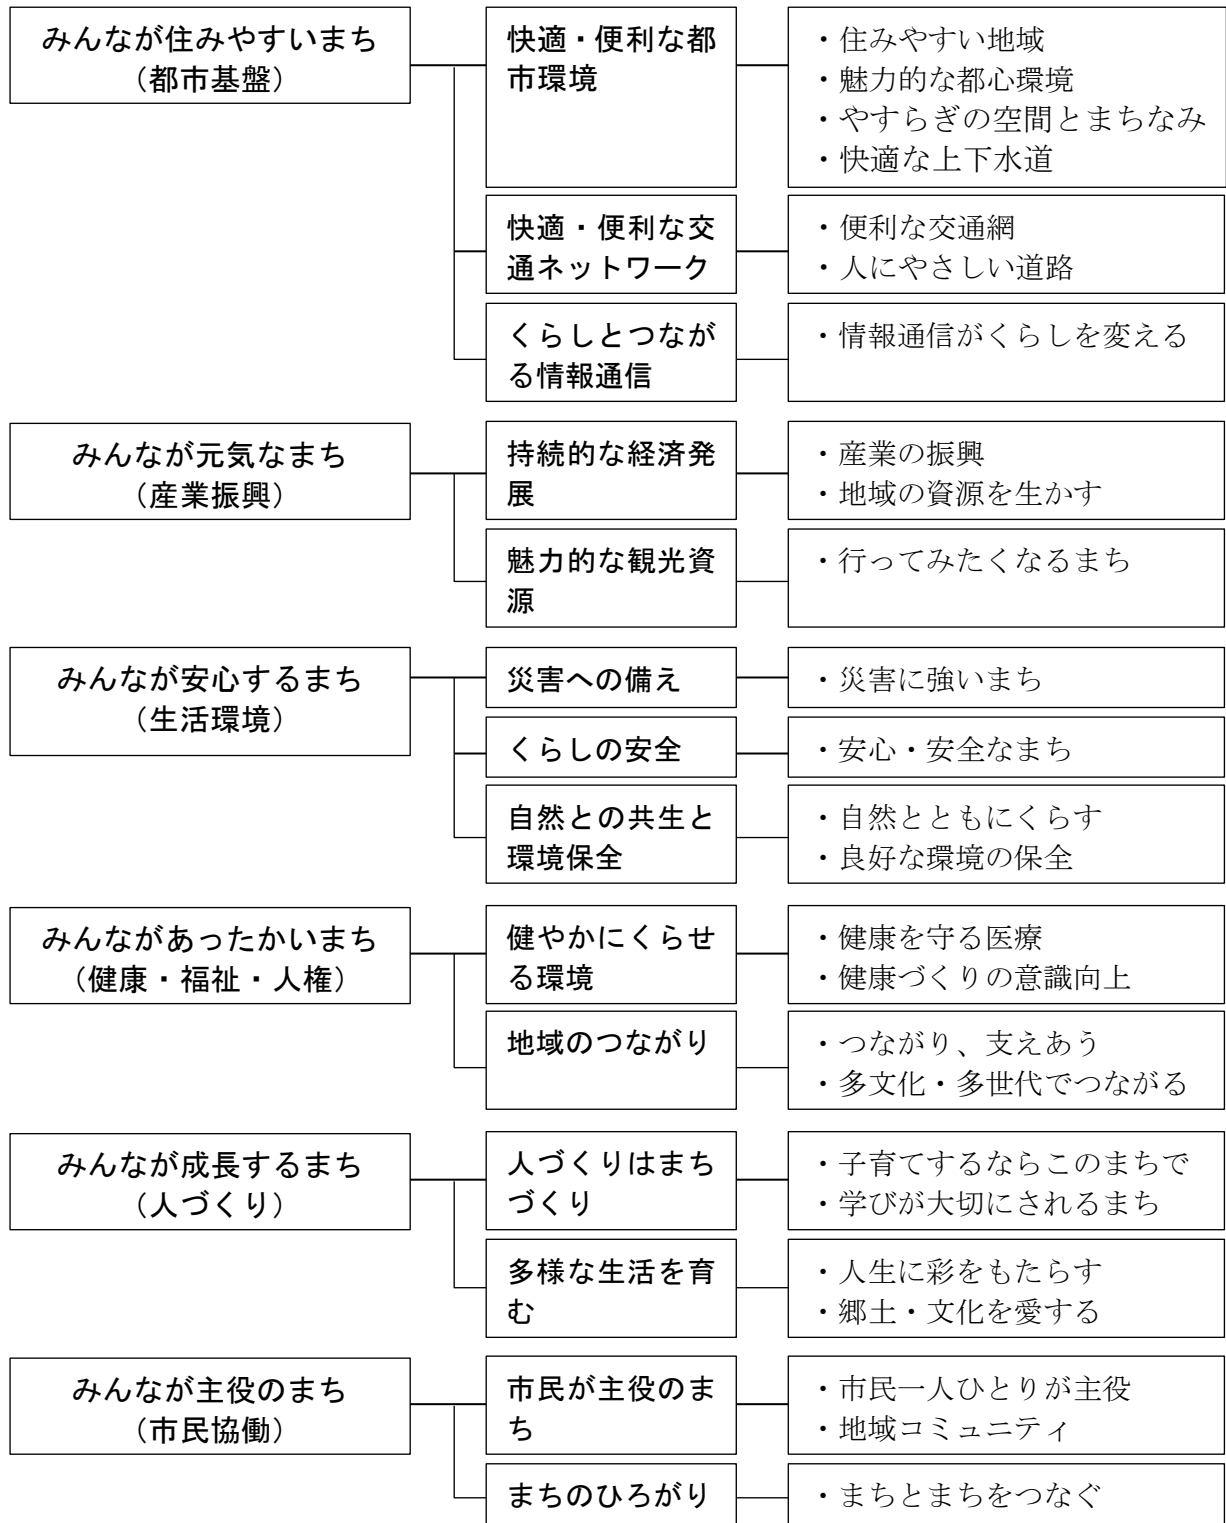 みんなが住みやすいまち
（都市基盤）
快適・便利な都
市環境
・住みやすい地域
・魅力的な都心環境
・やすらぎの空間とまちなみ
・快適な上下水道
快適・便利な交
通ネットワーク
・便利な交通網
・人にやさしい道路
くらしとつなが
る情報通信
・情報通信がくらしを変える
みんなが元気なまち
（産業振興）
持続的な経済発
展
・産業の振興
・地域の資源を生かす
魅力的な観光資
源
・行ってみたくなるまち
みんなが安心するまち
（生活環境）
災害への備え
・災害に強いまち
くらしの安全
・安心・安全なまち
自然との共生と
環境保全
・自然とともにくらす
・良好な環境の保全
みんながあったかいまち
（健康・福祉・人権）
健やかにくらせ
る環境
・健康を守る医療
・健康づくりの意識向上
地域のつながり
・つながり、支えあう
・多文化・多世代でつながる
みんなが成長するまち
（人づくり）
人づくりはまち
づくり
・子育てするならこのまちで
・学びが大切にされるまち
多様な生活を育
む
・人生に彩をもたらす
・郷土・文化を愛する
みんなが主役のまち
（市民協働）
市民が主役のま
ち
・市民一人ひとりが主役
・地域コミュニティ
まちのひろがり
・まちとまちをつなぐ